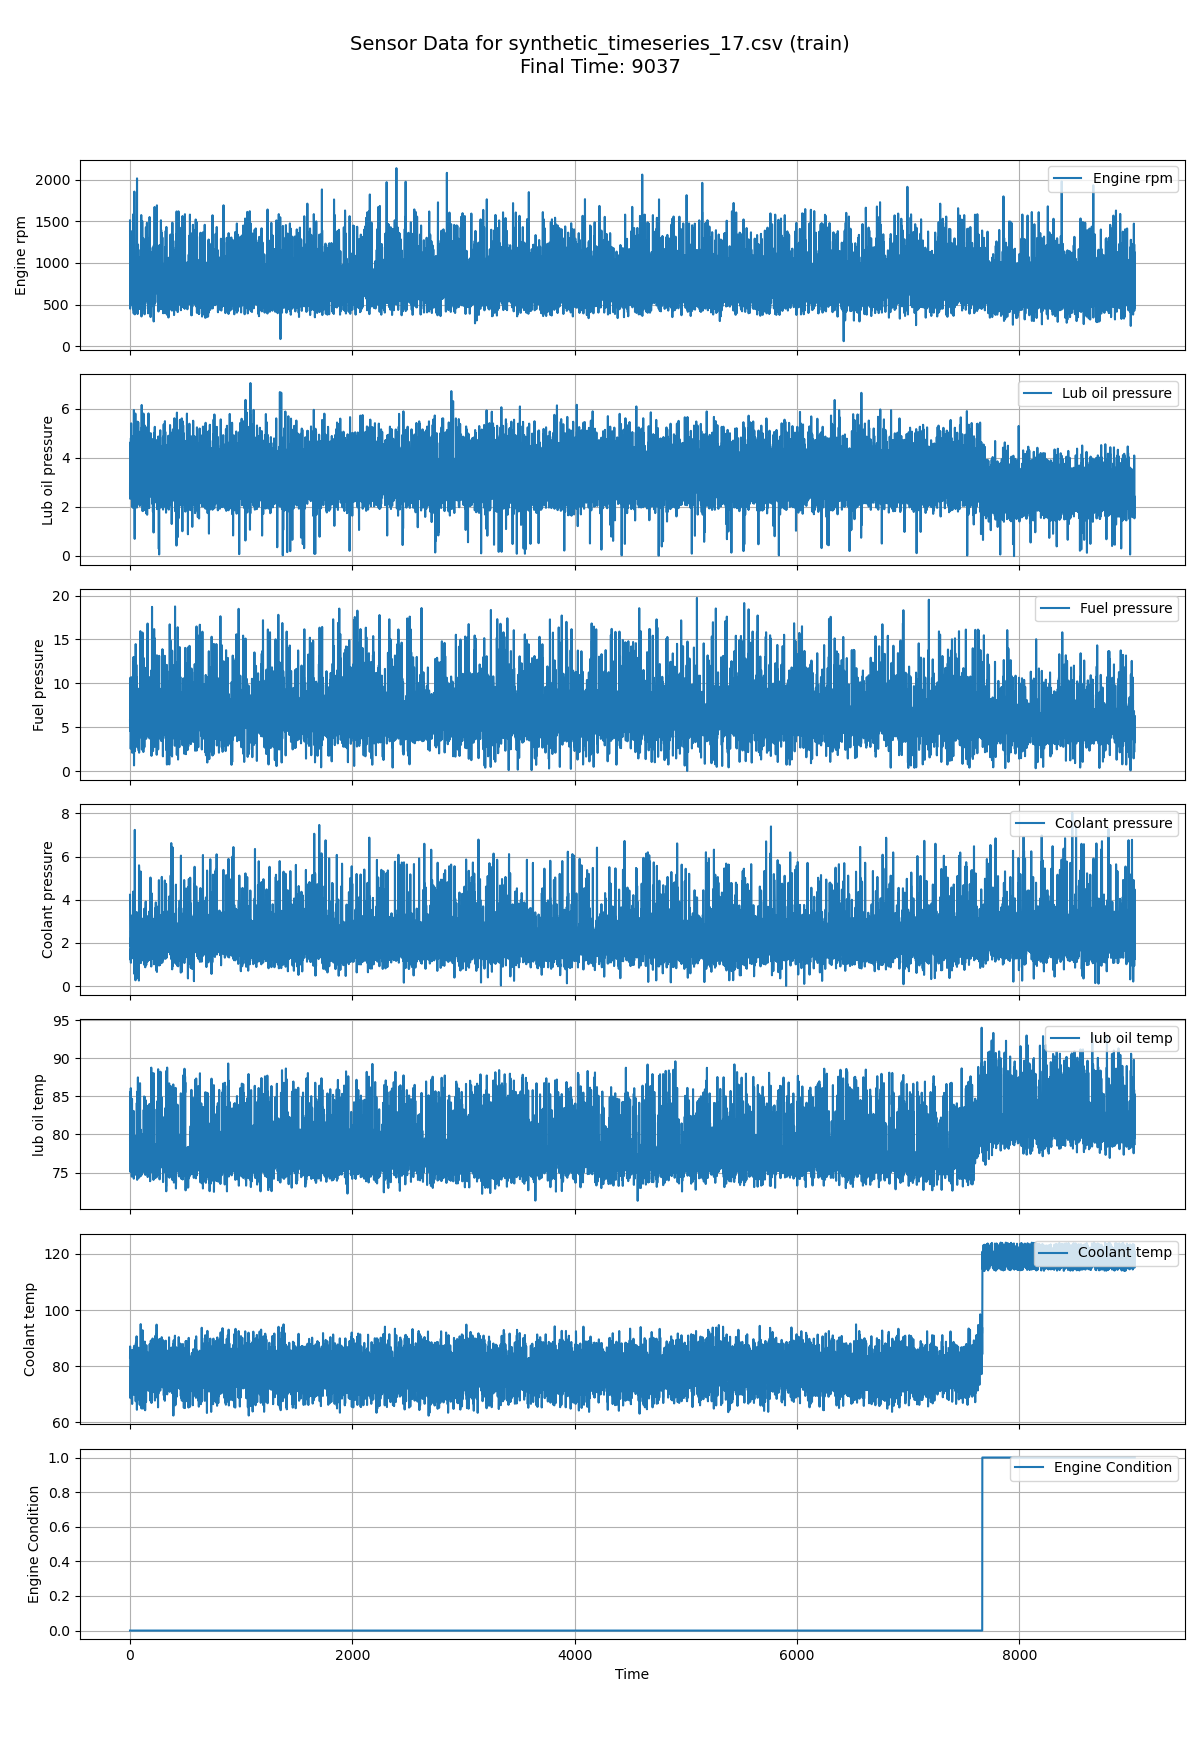 Sensor Data for synthetic_timeseries_17.csv (train)
Final Time: 9037
Engine rpm
2000
1500
1000
500
0
Engine rpm
Lub oil pressure
6
4
2
0
Lub oil pressure
Fuel pressure
20
15
10
5
0
Fuel pressure
Coolant pressure
8
6
4
2
0
Coolant pressure
lub oil temp
95
90
85
80
75
lub oil temp
Coolant temp
120
100
80
60
Coolant temp
Engine Condition
1.0
0.8
0.6
0.4
0.2
0.0
Engine Condition
0 2000 4000 6000 8000
Time